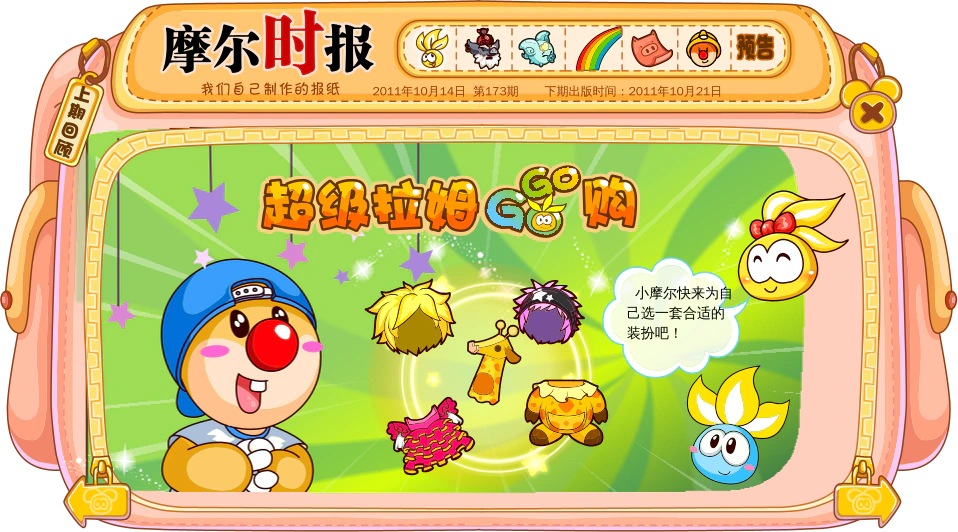 摩尔时报
预告
我们自己制作的报纸
2011年10月14日 第173期
下期出版时间：2011年10月21日
上期回顾
超级拉姆GOGO购
小摩尔快来为自
己选一套合适的
装扮吧！